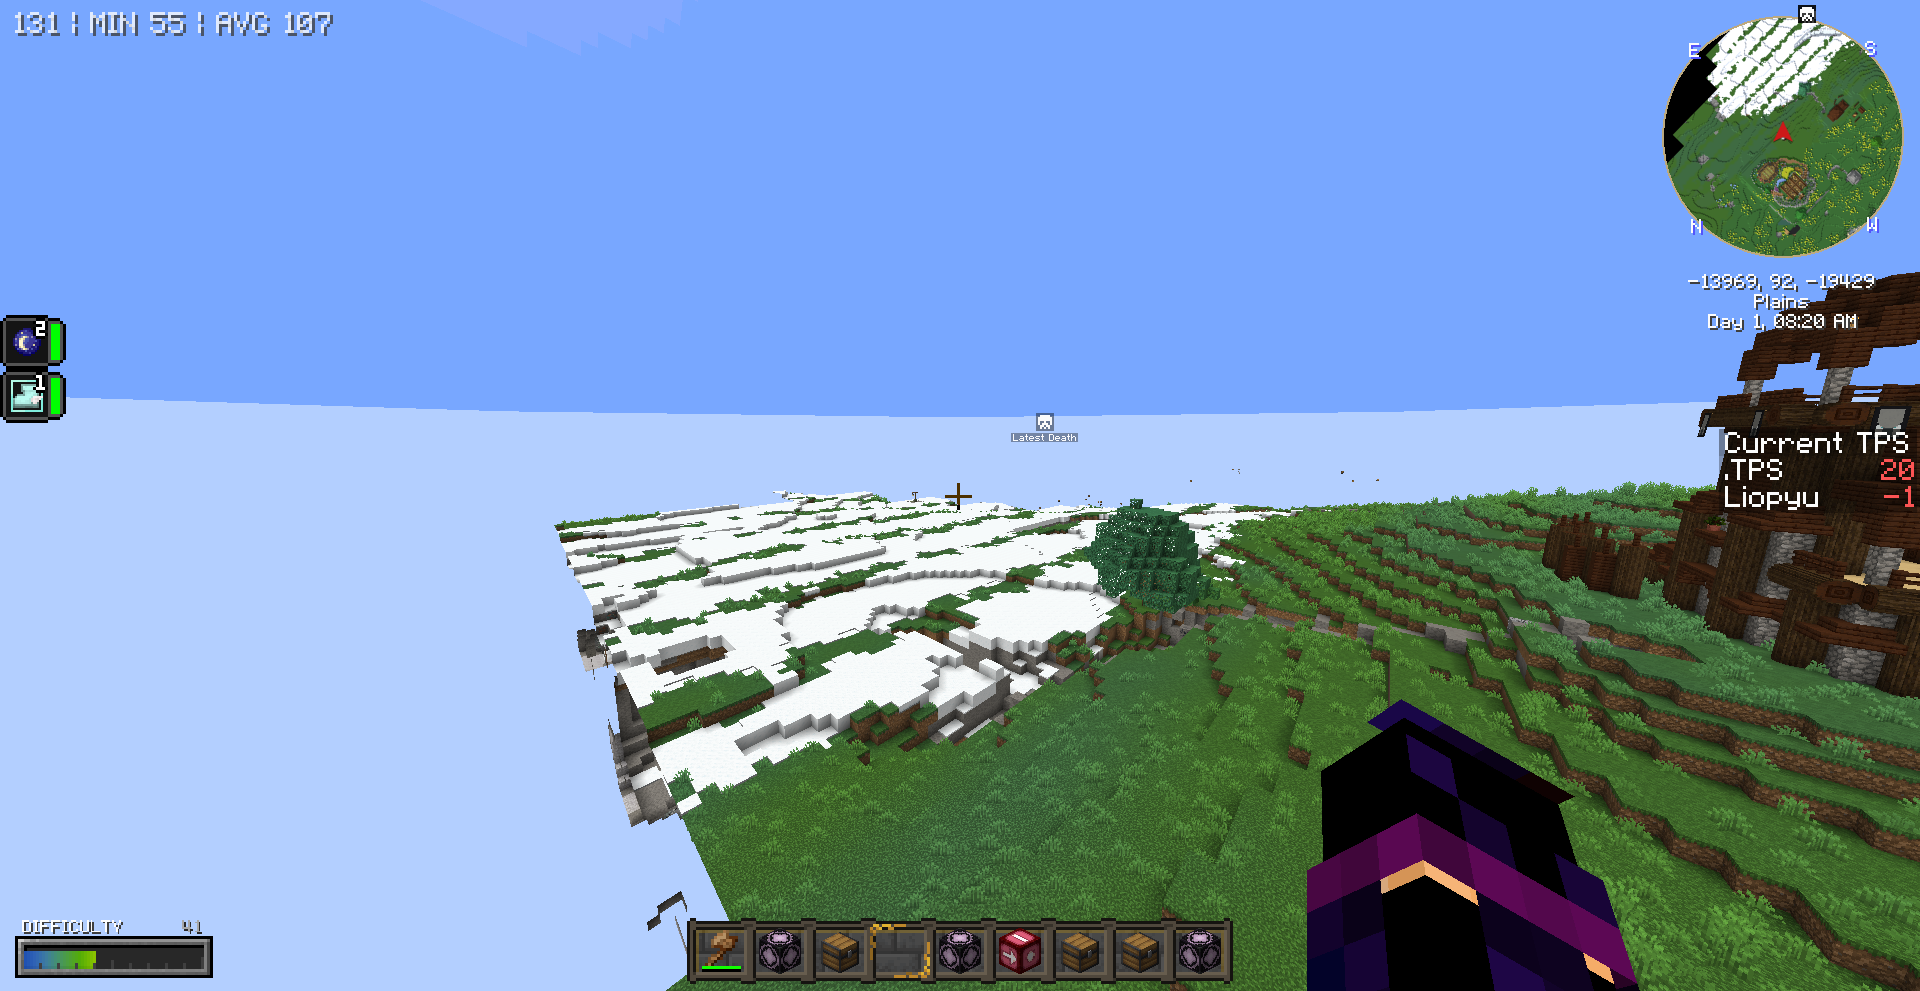 131 | MIN 55 | AVG 107
E
S
N
W
-13969, 92, -19429
Plains
Day 1, 08:20 AM
2
1
Latest Death
Current TPS
.TPS 20
Liopyu -1
DIFFICULTY 41